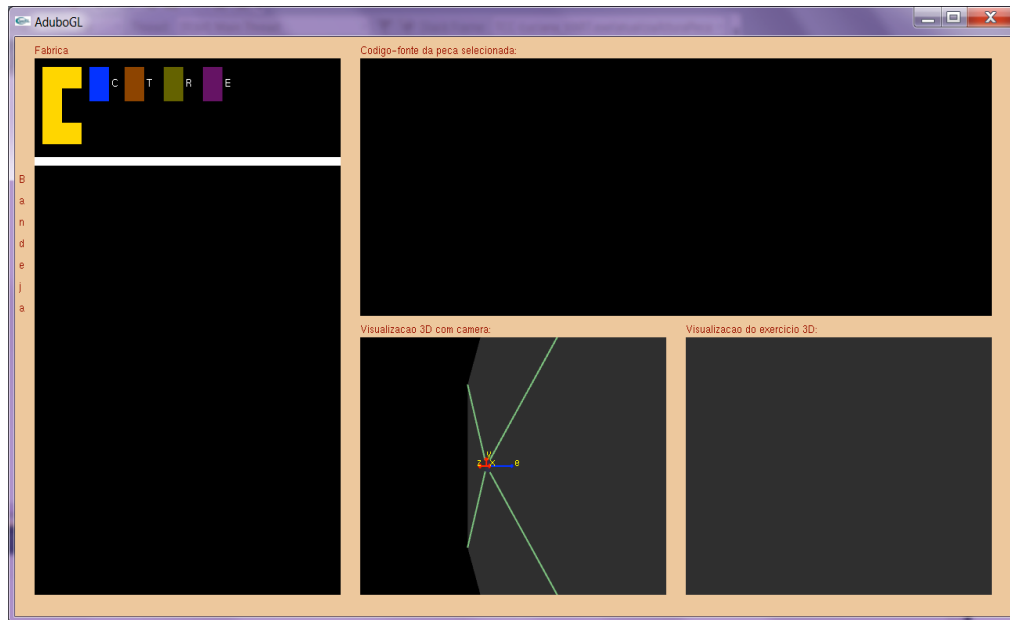 AduboGL
Fabrica
Codigo-fonte da peca selecionada:
C T R E
B
a
n
d
e
j
a
Visualizacao 3D com camera:
Visualizacao do exercicio 3D:
y
z x e